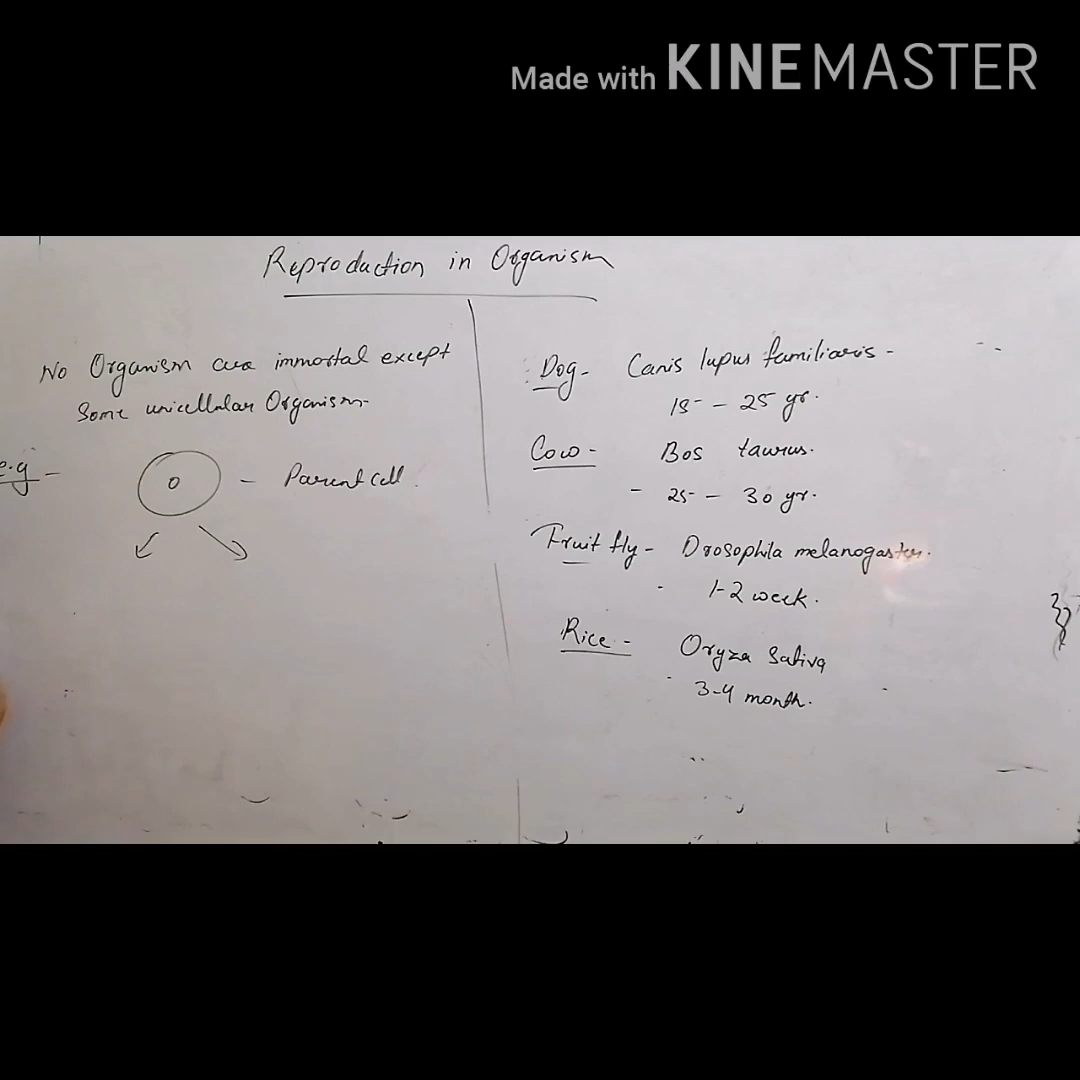 Made with KINEMASTER
Reproduction in Organism
No Organism are immortal except
Some unicellular Organism-
e.g -
- Parent cell.
Dog- Canis lupus familiaris -
15 - 25 yr.
Cow - Bos taurus.
- 25 - 30 yr.
Fruit fly - Drosophila melanogaster.
1-2 week.
Rice - Oryza Sativa
3-4 month.